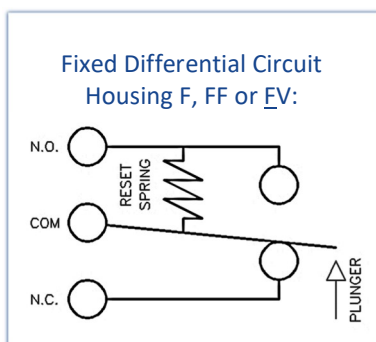 Fixed Differential Circuit
Housing F, FF or FV:
N.O.
RESET
SPRING
COM
N.C.
PLUNGER